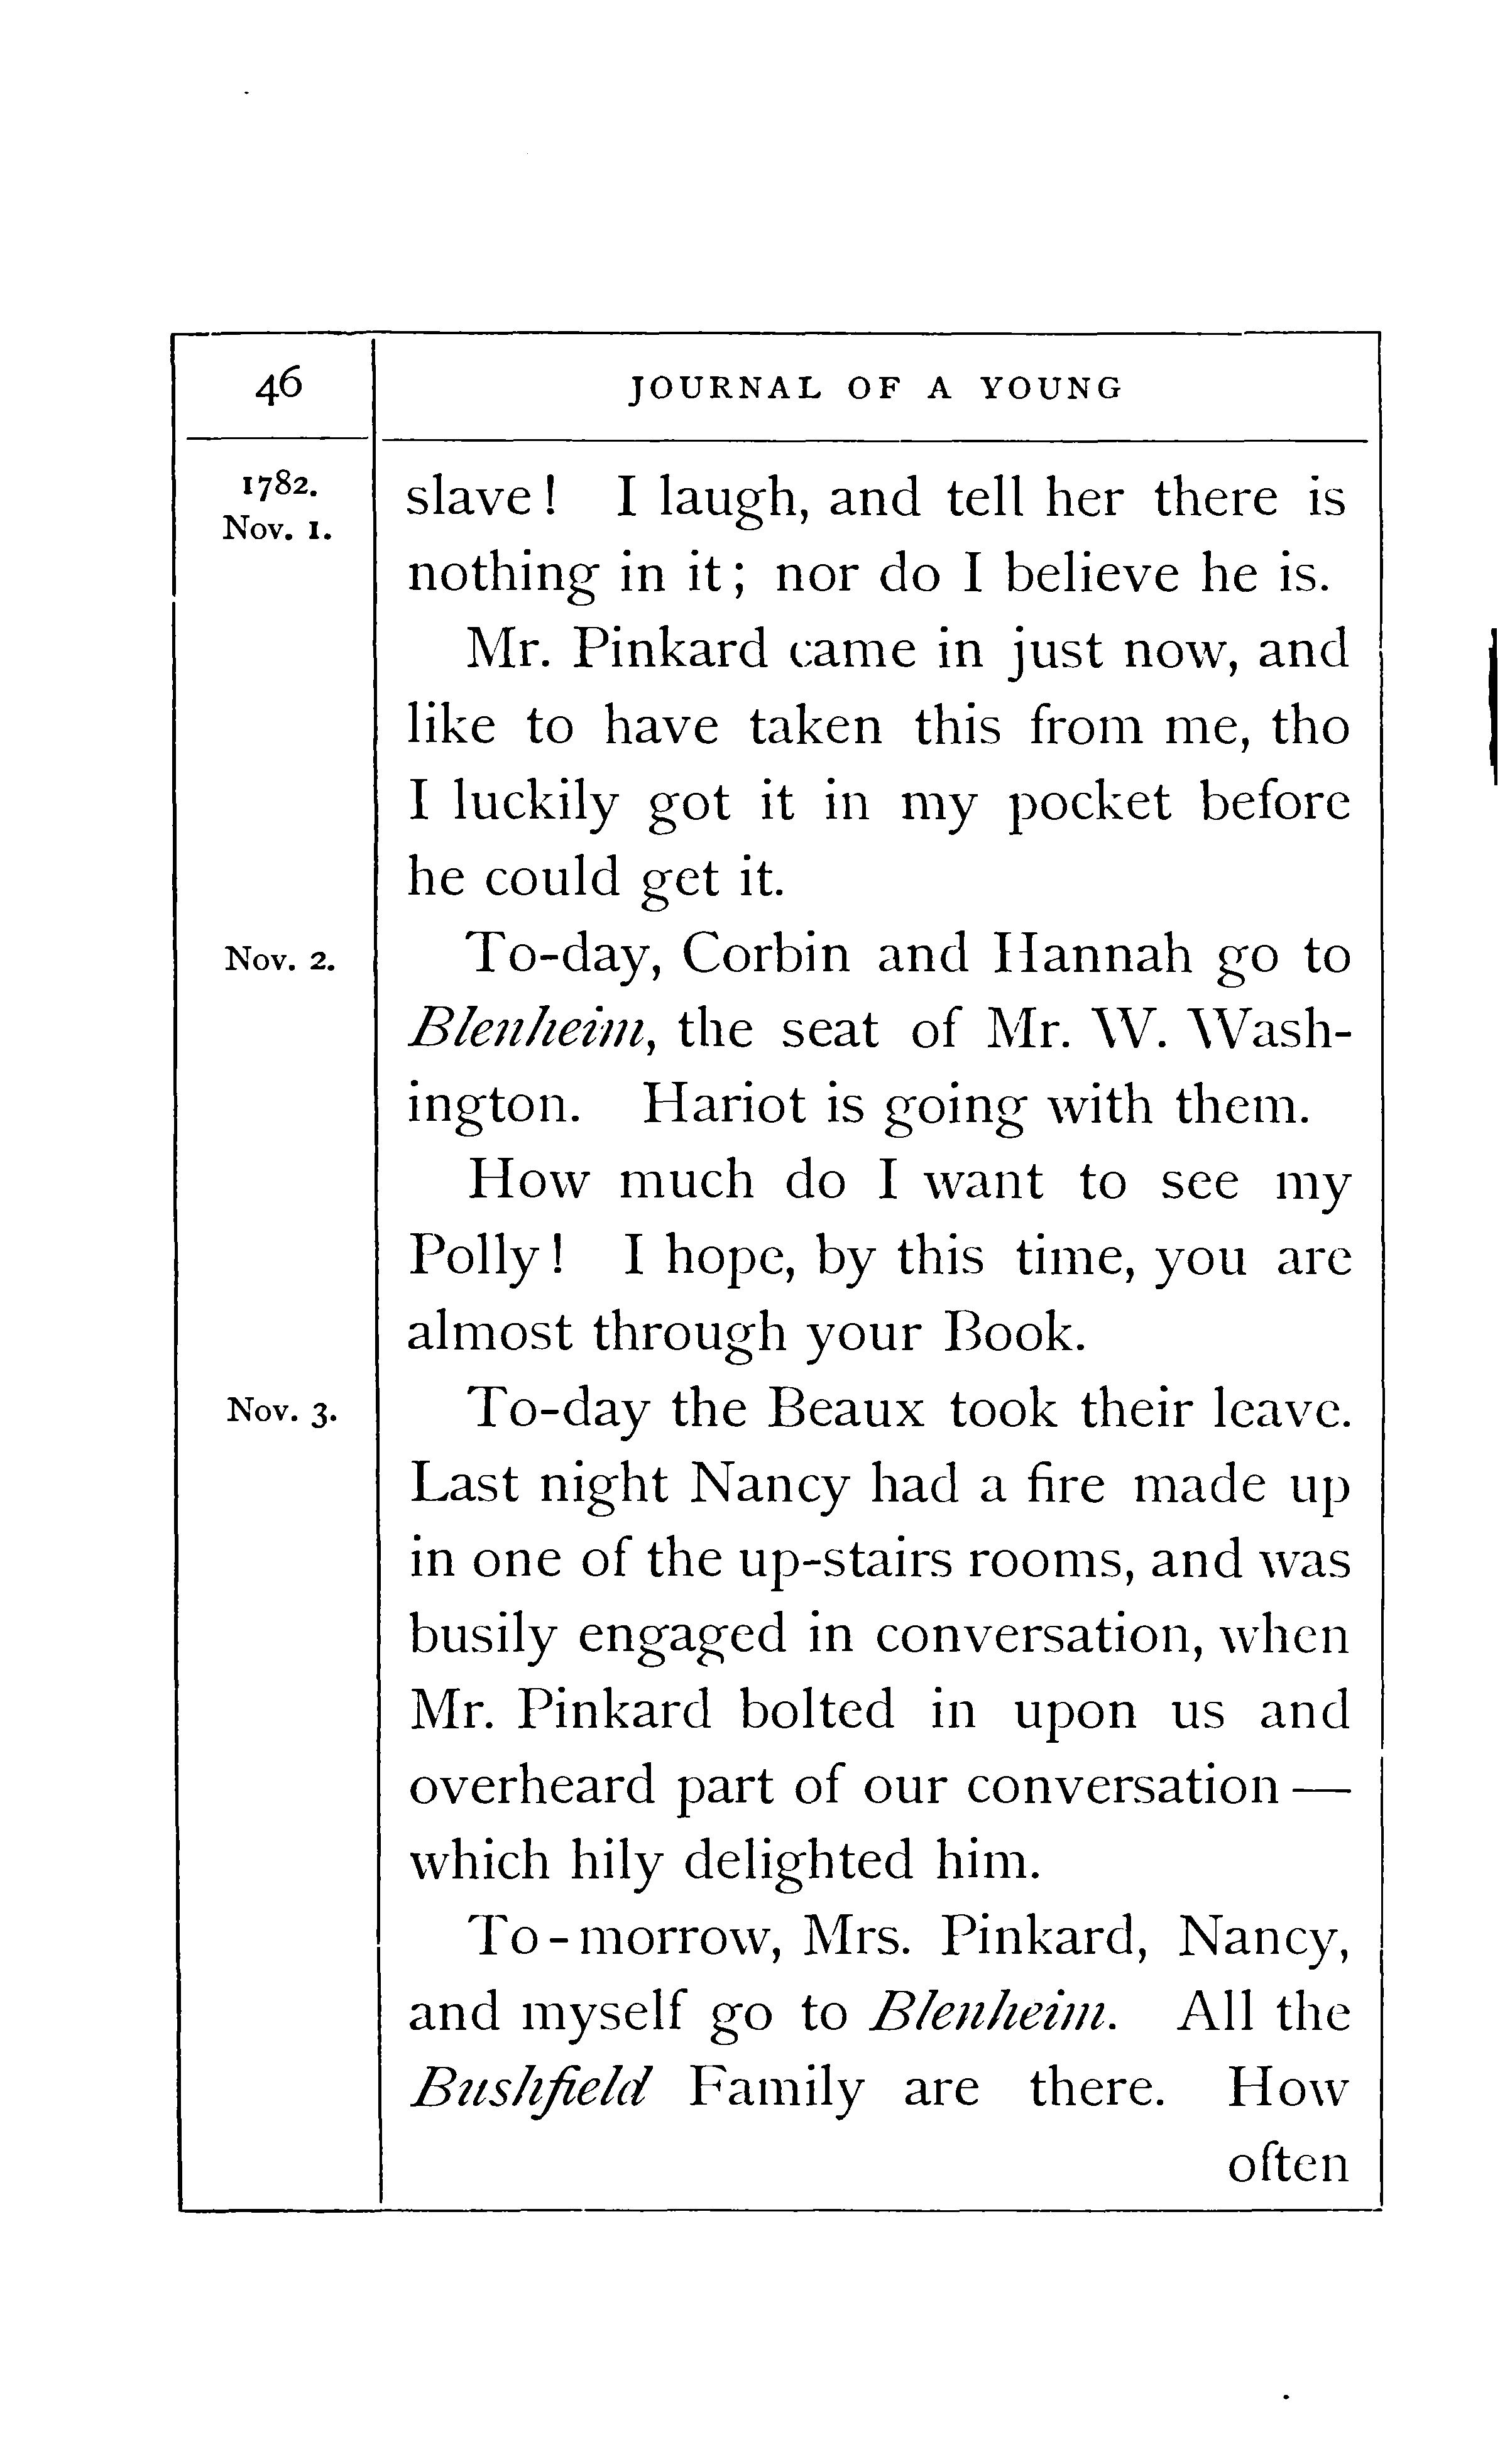 46
JOURNAL OF A YOUNG
1782.
Nov. 1.
slave! I laugh, and tell her there is
nothing in it; nor do I believe he is.
Mr. Pinkard came in just now, and
like to have taken this from me, tho
I luckily got it in my pocket before
he could get it.
Nov. 2.
To-day, Corbin and Hannah go to
Blenheim, the seat of Mr. W. Wash-
ington. Hariot is going with them.
How much do I want to see my
Polly! I hope, by this time, you are
almost through your Book.
Nov. 3.
To-day the Beaux took their leave.
Last night Nancy had a fire made up
in one of the up-stairs rooms, and was
busily engaged in conversation, when
Mr. Pinkard bolted in upon us and
overheard part of our conversation—
which hily delighted him.
To-morrow, Mrs. Pinkard, Nancy,
and myself go to Blenheim. All the
Bushfield Family are there. How
often